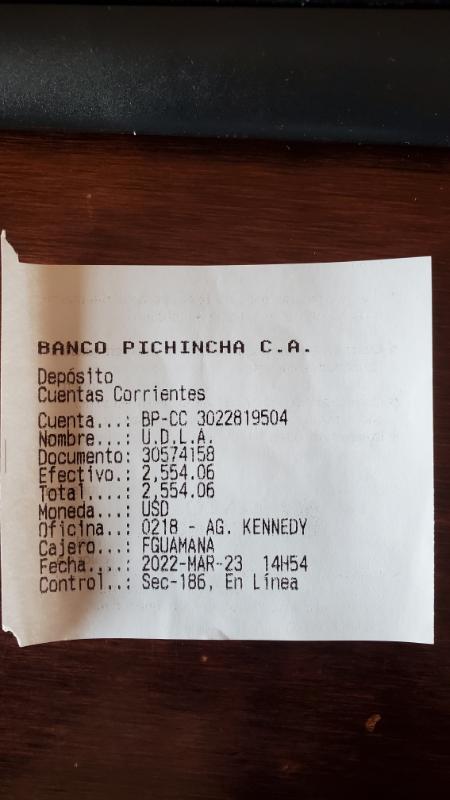 BANCO PICHINCHA C.A.
Depósito
Cuentas Corrientes
Cuenta...: BP-CC 3022819504
Nombre...: U.D.L.A.
Documento: 30574158
Efectivo.: 2,554.06
Total....: 2,554.06
Moneda...: USD
Oficina..: 0218 - AG. KENNEDY
Cajero...: FGUAMANA
Fecha....: 2022-MAR-23 14H54
Control..: Sec-186, En Línea